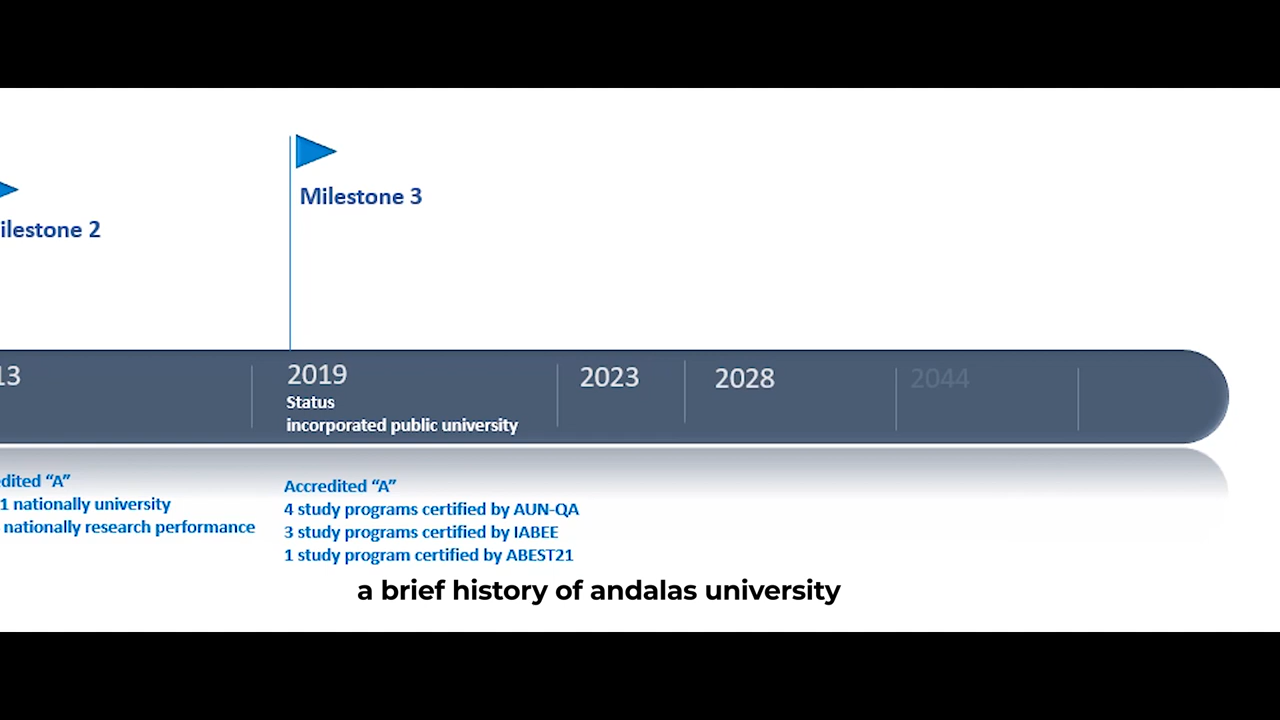 Milestone 3
ilestone 2
13
2019
2023
2028
2044
Status
incorporated public university
edited “A”
1 nationally university
nationally research performance
Accredited “A”
4 study programs certified by AUN-QA
3 study programs certified by IABEE
1 study program certified by ABEST21
a brief history of andalas university